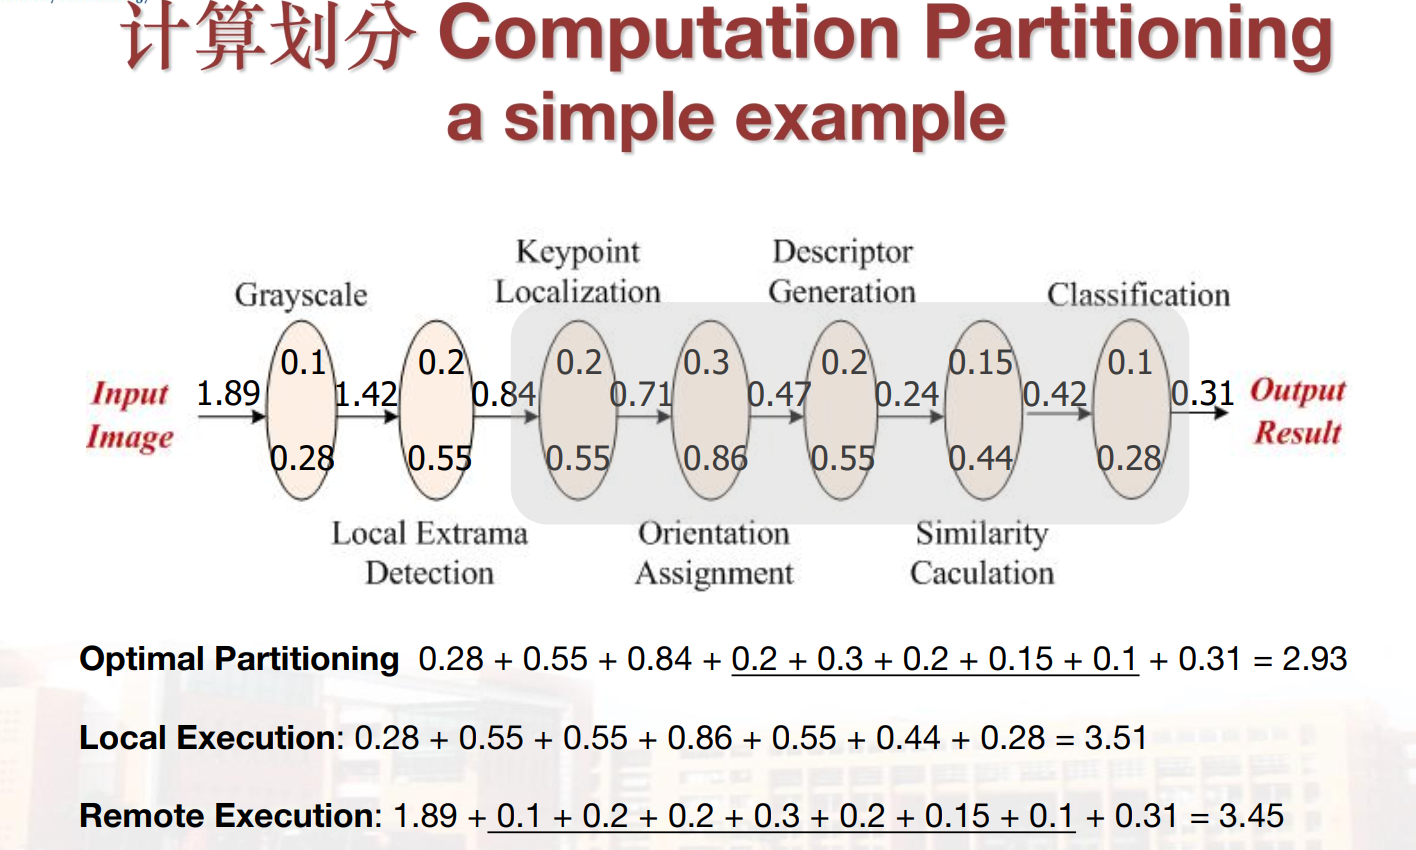 计算划分 Computation Partitioning
a simple example
Keypoint
Localization
Descriptor
Generation
Grayscale
Classification
0.1
0.2
0.2
0.3
0.2
0.15
0.1
Input
Image
1.89
1.42
0.84
0.71
0.47
0.24
0.42
0.31
Output
Result
0.28
0.55
0.55
0.86
0.55
0.44
0.28
Local Extrama
Detection
Orientation
Assignment
Similarity
Caculation
Optimal Partitioning 0.28 + 0.55 + 0.84 + 0.2 + 0.3 + 0.2 + 0.15 + 0.1 + 0.31 = 2.93
Local Execution: 0.28 + 0.55 + 0.55 + 0.86 + 0.55 + 0.44 + 0.28 = 3.51
Remote Execution: 1.89 + 0.1 + 0.2 + 0.2 + 0.3 + 0.2 + 0.15 + 0.1 + 0.31 = 3.45